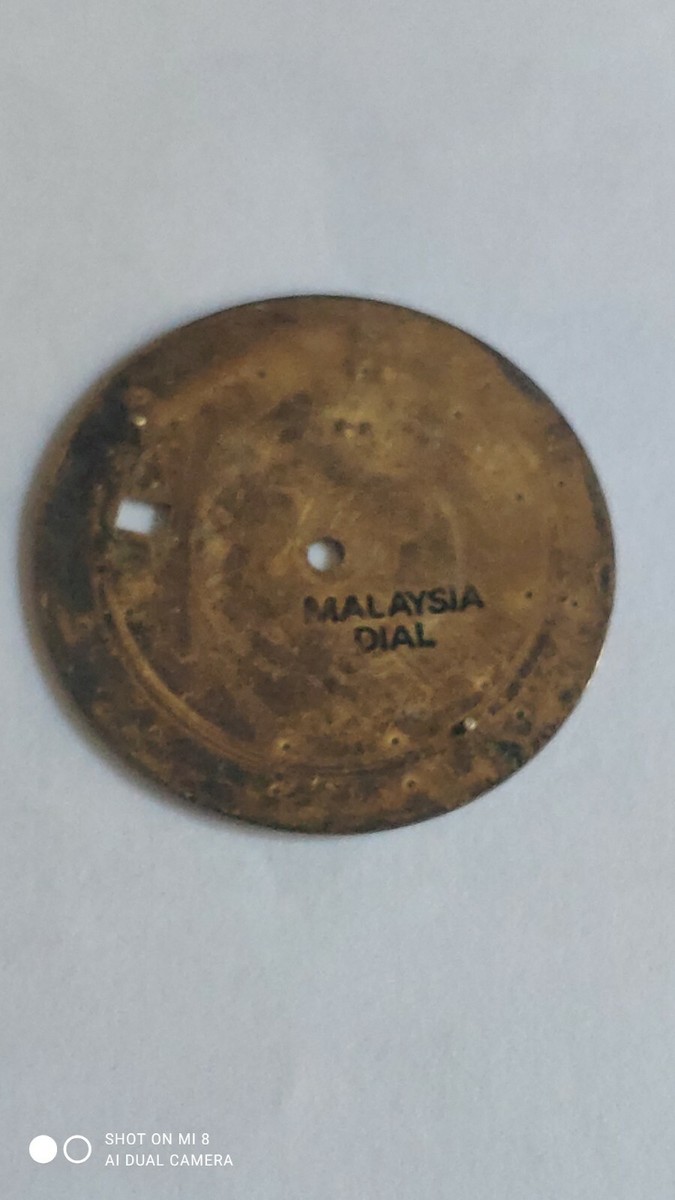 MALAYSIA
DIAL
SHOT ON MI 8
AI DUAL CAMERA